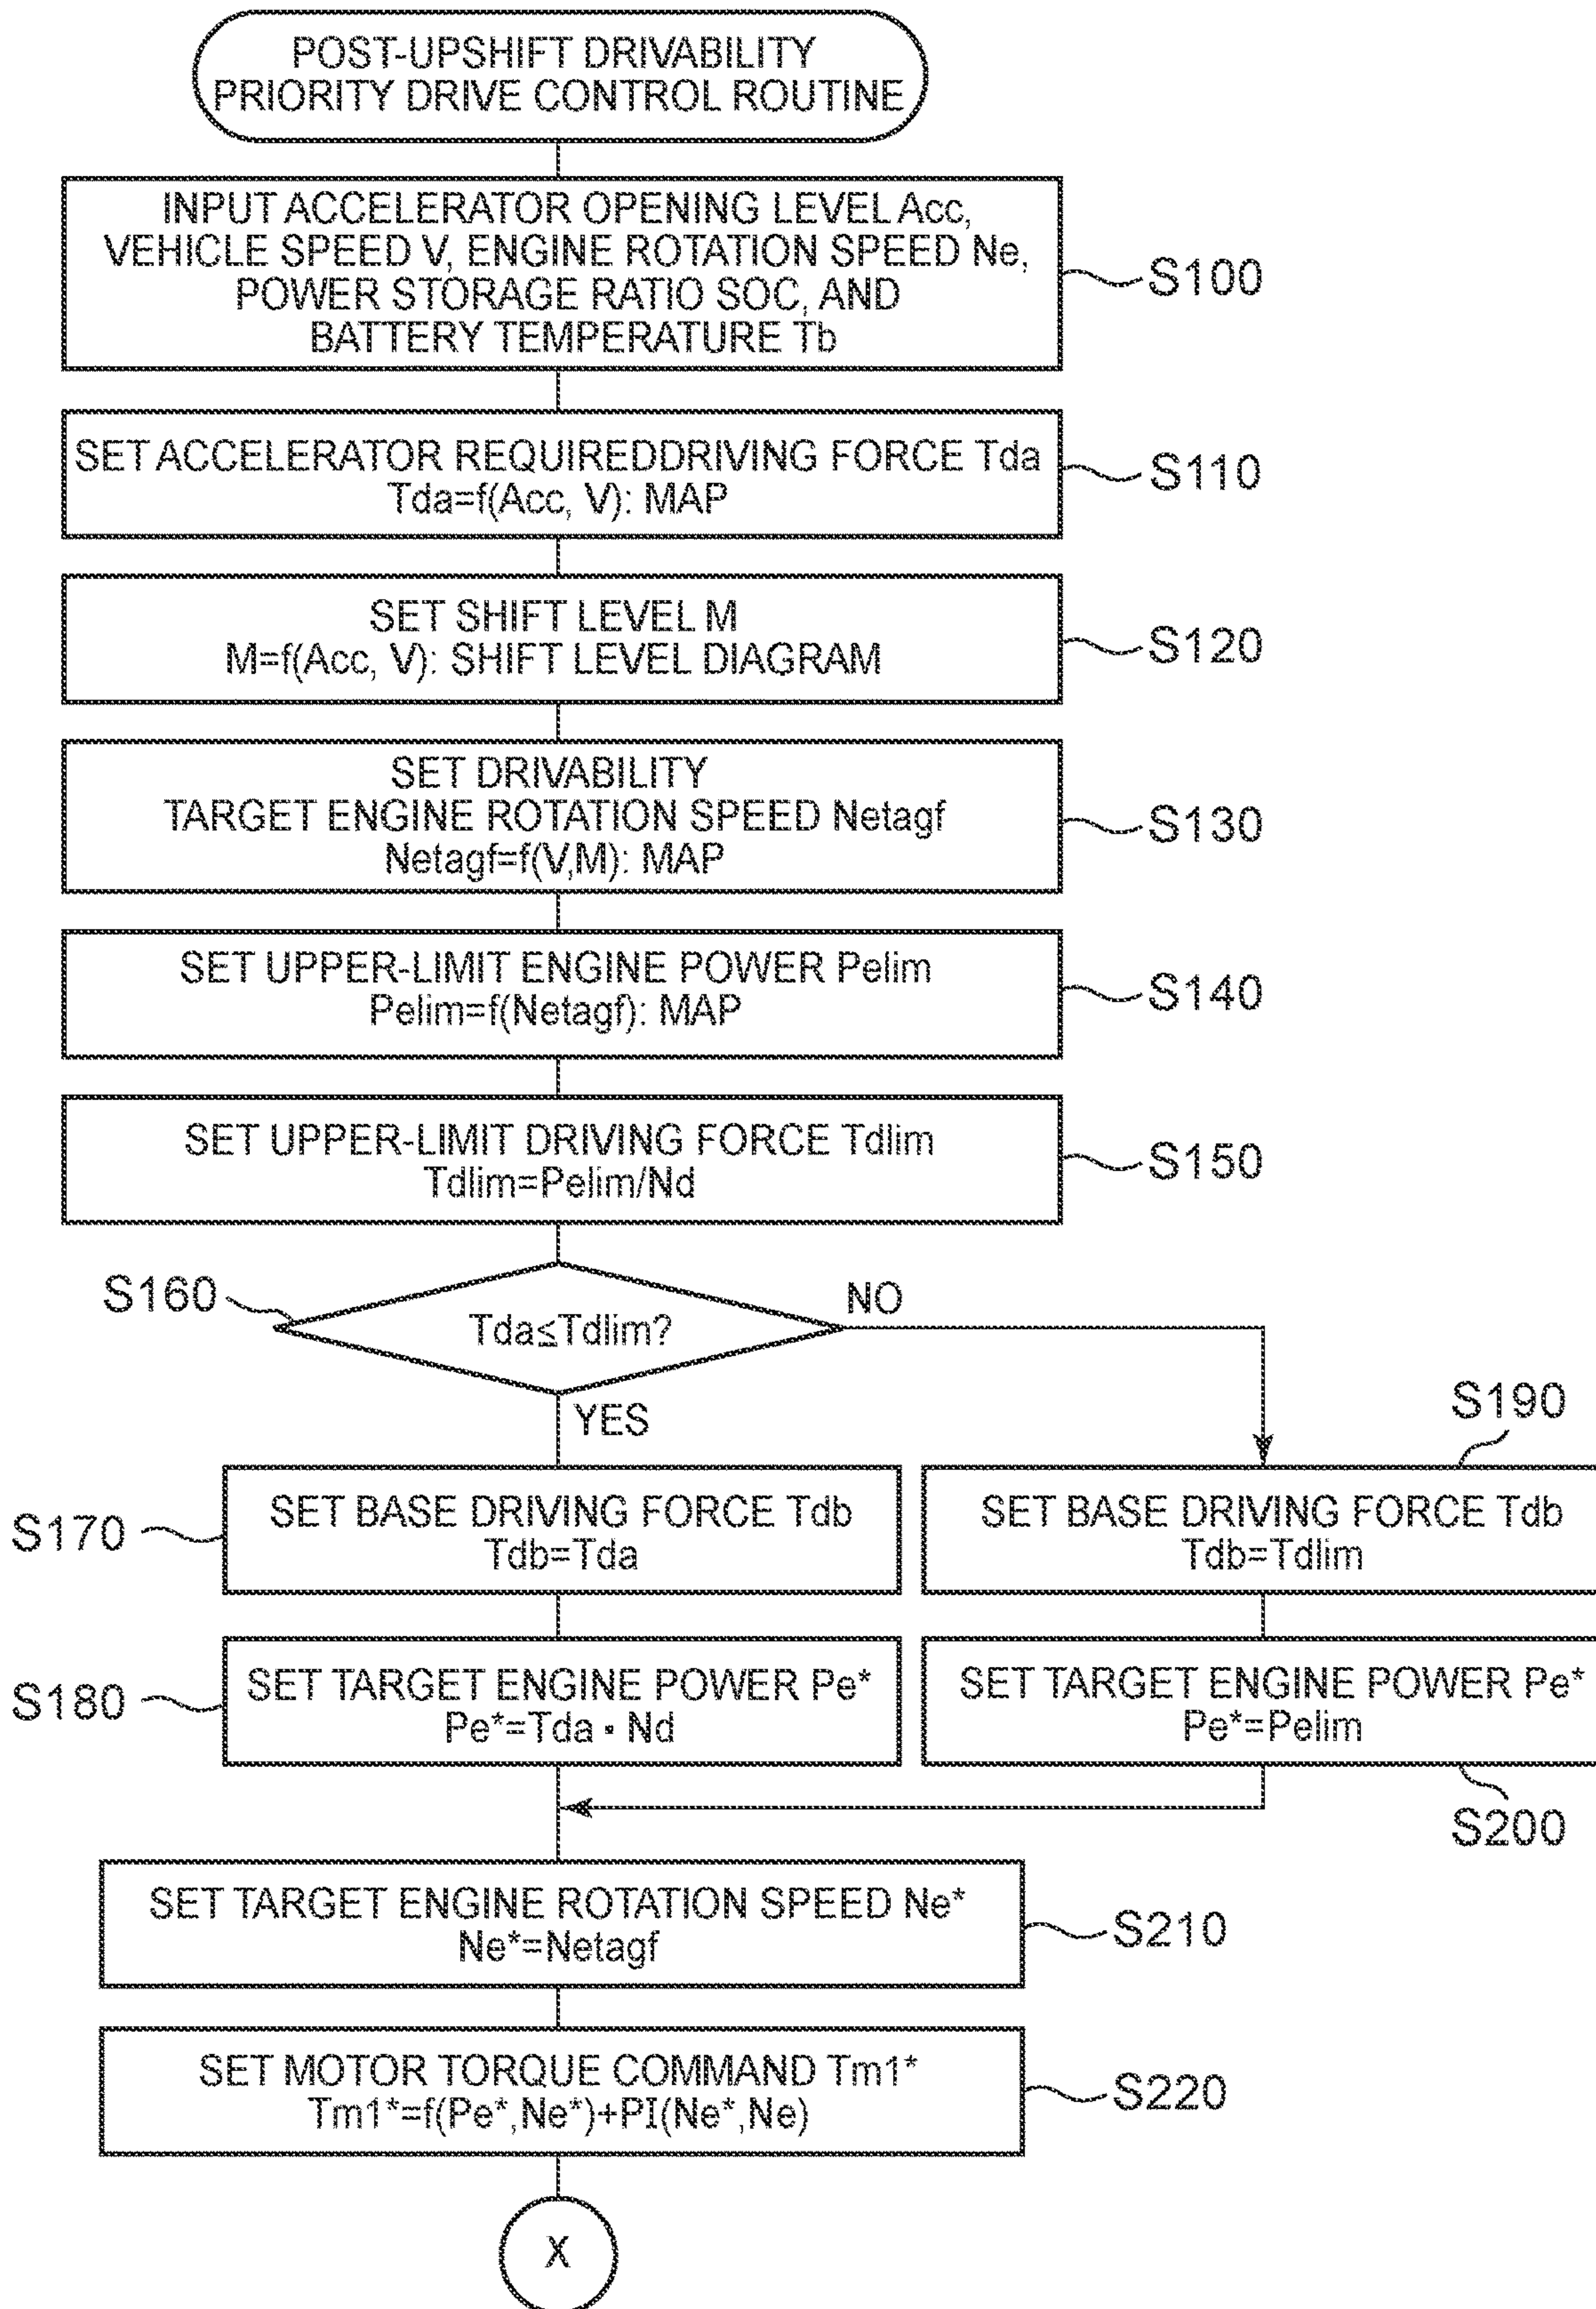 POST-UPSHIFT DRIVABILITY
PRIORITY DRIVE CONTROL ROUTINE
INPUT ACCELERATOR OPENING LEVEL Acc,
VEHICLE SPEED V, ENGINE ROTATION SPEED Ne,
POWER STORAGE RATIO SOC, AND
BATTERY TEMPERATURE Tb
S100
SET ACCELERATOR REQUIREDDRIVING FORCE Tda
Tda=f(Acc, V): MAP
S110
SET SHIFT LEVEL M
M=f(Acc, V): SHIFT LEVEL DIAGRAM
S120
SET DRIVABILITY
TARGET ENGINE ROTATION SPEED Netagf
Netagf=f(V,M): MAP
S130
SET UPPER-LIMIT ENGINE POWER Pelim
Pelim=f(Netagf): MAP
S140
SET UPPER-LIMIT DRIVING FORCE Tdlim
Tdlim=Pelim/Nd
S150
S160
Tda≤Tdlim?
NO
YES
S170
SET BASE DRIVING FORCE Tdb
Tdb=Tda
S190
SET BASE DRIVING FORCE Tdb
Tdb=Tdlim
S180
SET TARGET ENGINE POWER Pe*
Pe*=Tda・Nd
SET TARGET ENGINE POWER Pe*
Pe*=Pelim
S200
SET TARGET ENGINE ROTATION SPEED Ne*
Ne*=Netagf
S210
SET MOTOR TORQUE COMMAND Tm1*
Tm1*=f(Pe*,Ne*)+PI(Ne*,Ne)
S220
X